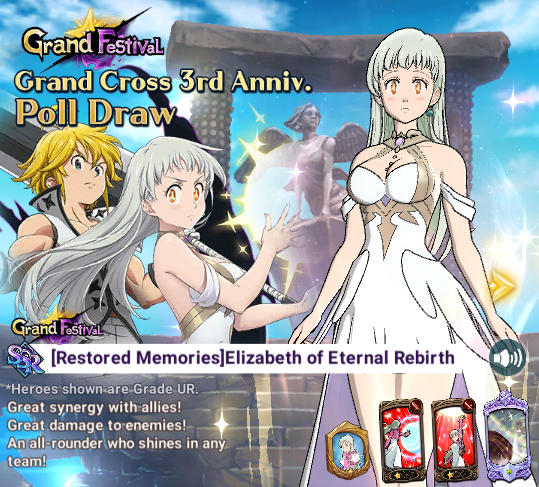 Grand Festival
Grand Cross 3rd Anniv.
Poll Draw
Grand Festival
SSR [Restored Memories]Elizabeth of Eternal Rebirth
*Heroes shown are Grade UR.
Great synergy with allies!
Great damage to enemies!
An all-rounder who shines in any
team!